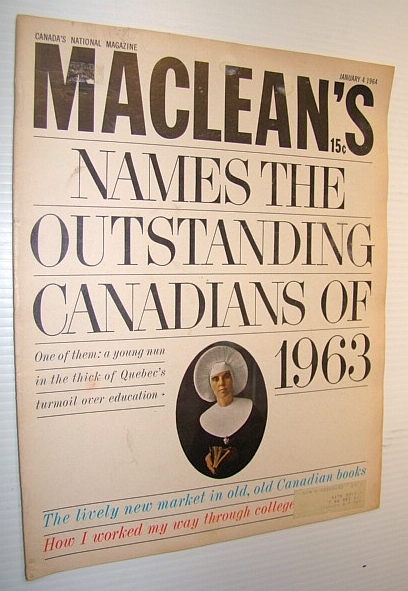 CANADA'S NATIONAL MAGAZINE
JANUARY 4 1964
MACLEAN'S
15¢
NAMES THE
OUTSTANDING
CANADIANS OF
1963
One of them: a young nun
in the thick of Quebec's
turmoil over education
The lively new market in old, old Canadian books
How I worked my way through college